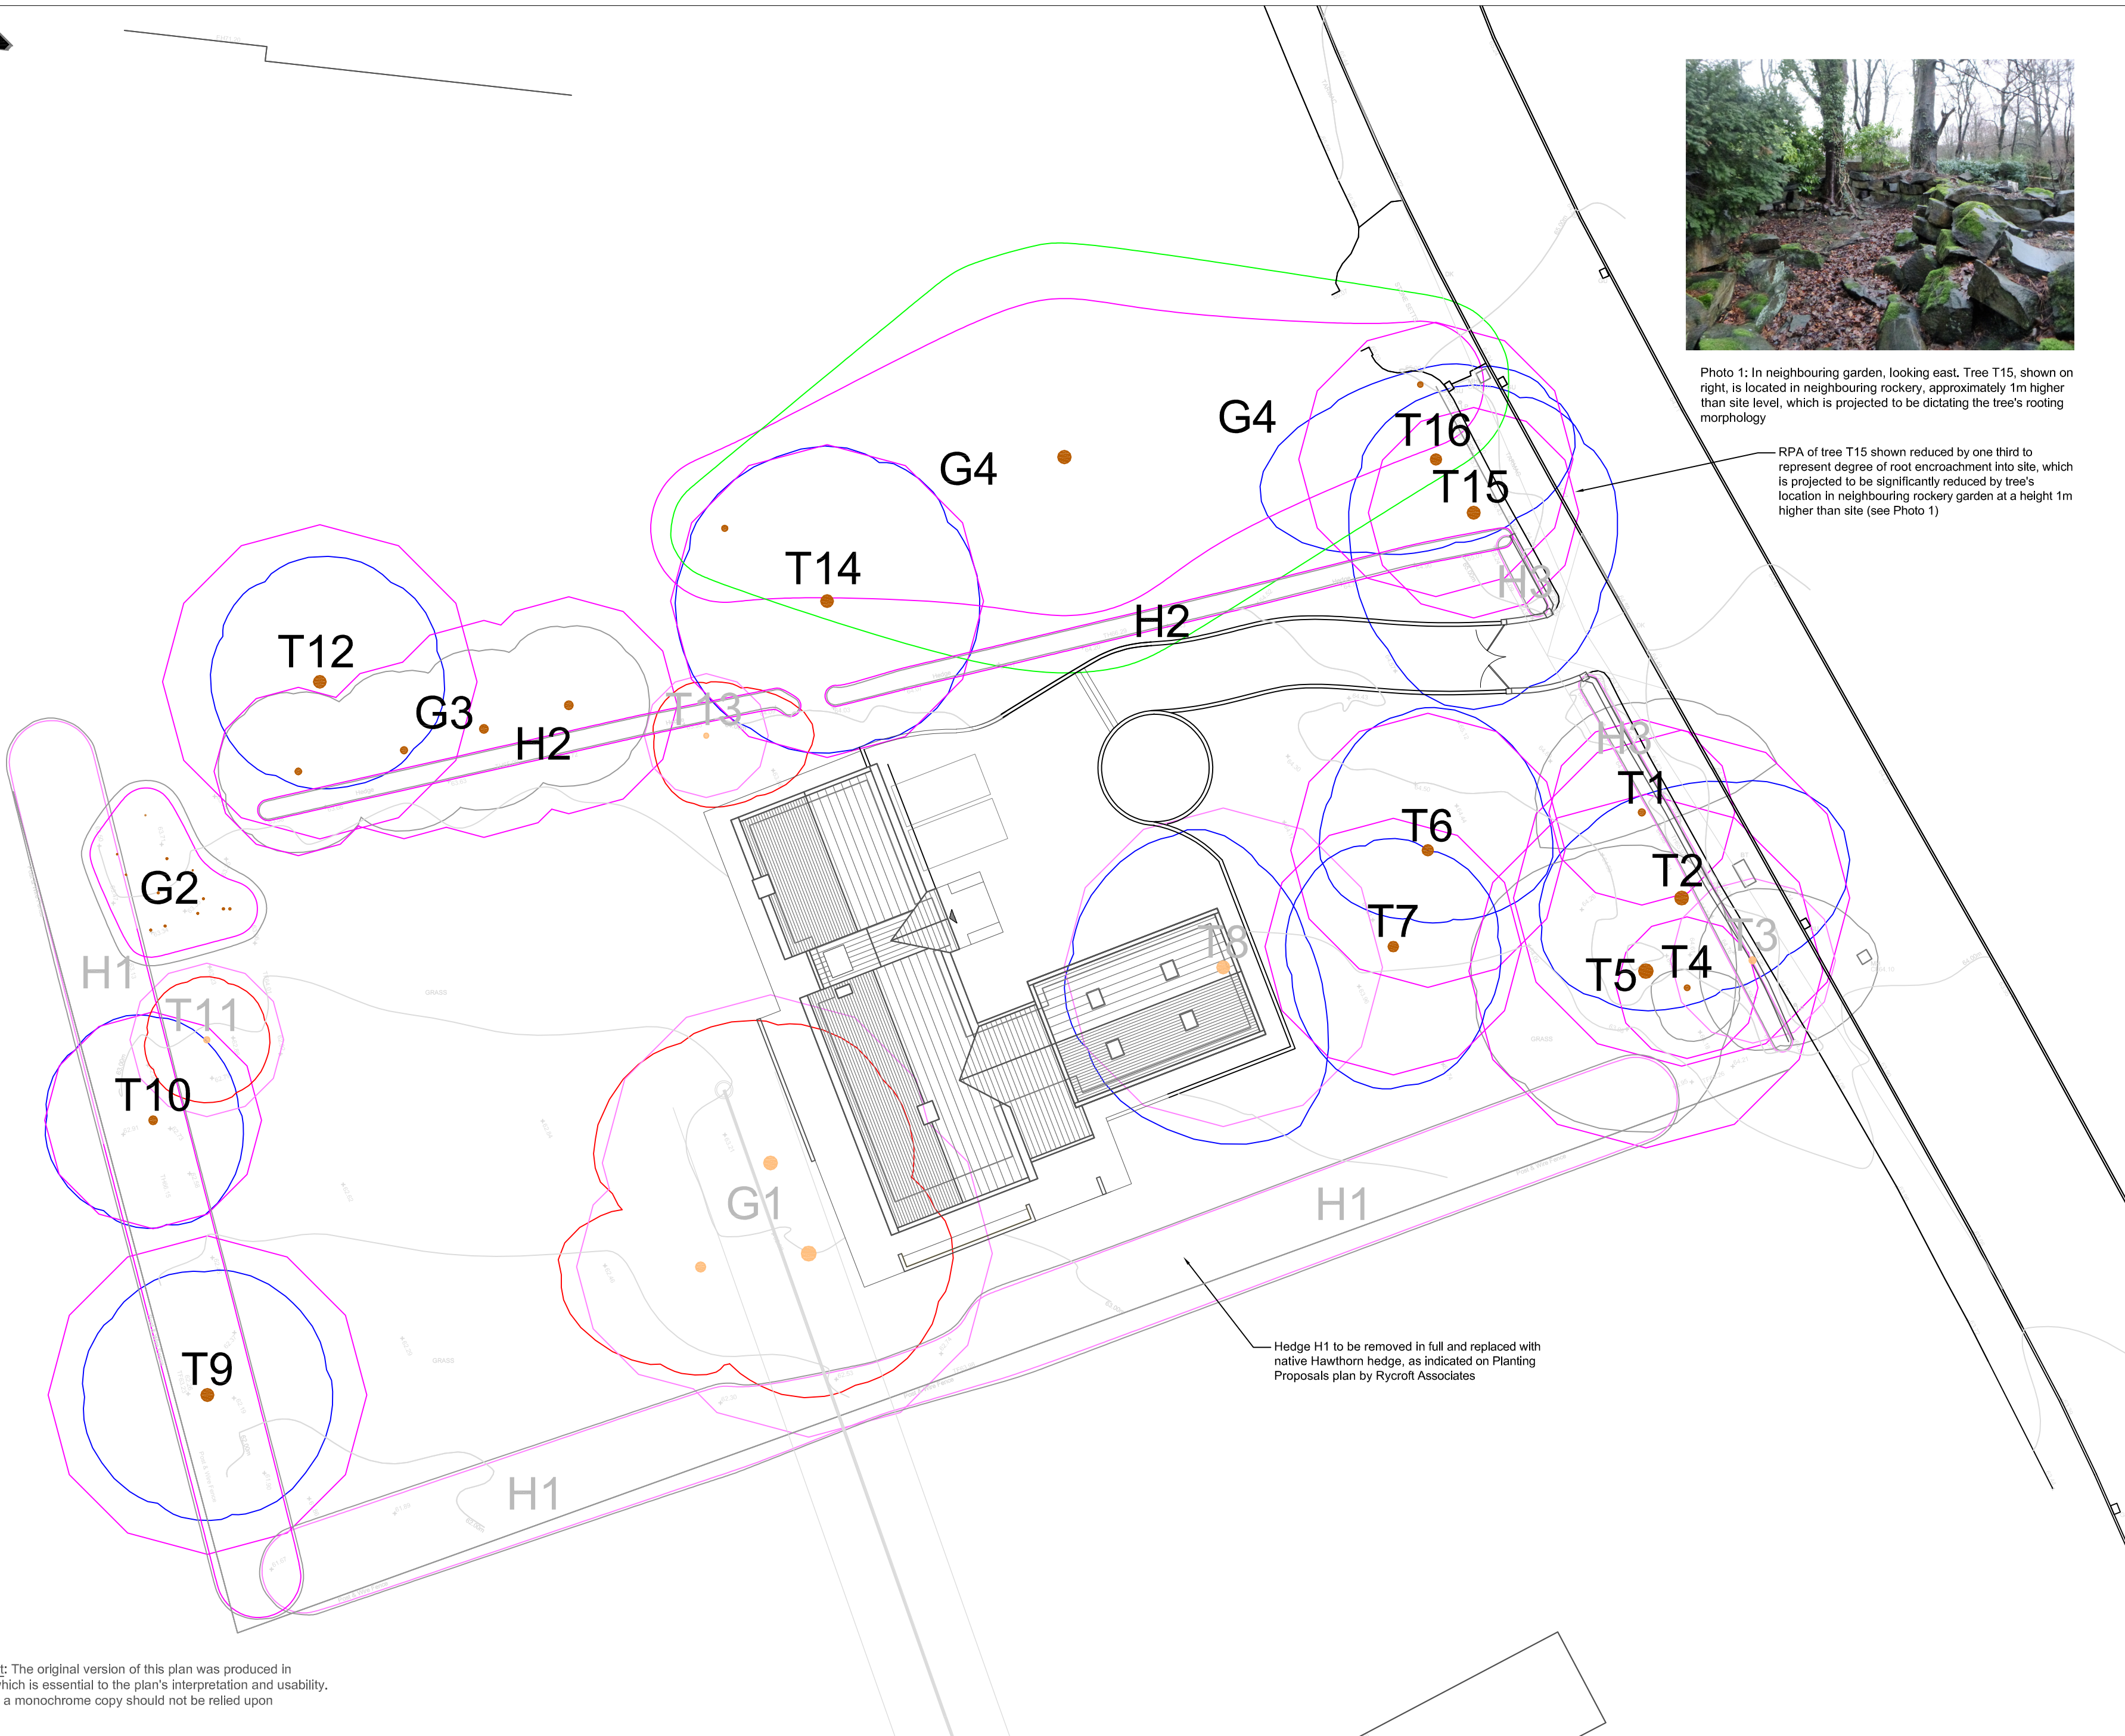 Photo 1: In neighbouring garden, looking east. Tree T15, shown on
right, is located in neighbouring rockery, approximately 1m higher
than site level, which is projected to be dictating the tree's rooting
morphology
G4
G4
T16
RPA of tree T15 shown reduced by one third to
represent degree of root encroachment into site, which
is projected to be significantly reduced by tree's
location in neighbouring rockery garden at a height 1m
higher than site (see Photo 1)
T15
T14
H3
H2
T12
T13
G3
H2
H3
T1
T6
T2
G2
T7
T8
T3
H1
T5
T4
GRASS
T11
GRASS
T10
G1
H1
Hedge H1 to be removed in full and replaced with
native Hawthorn hedge, as indicated on Planting
Proposals plan by Rycroft Associates
T9
GRASS
H1
t: The original version of this plan was produced in
which is essential to the plan's interpretation and usability.
a monochrome copy should not be relied upon